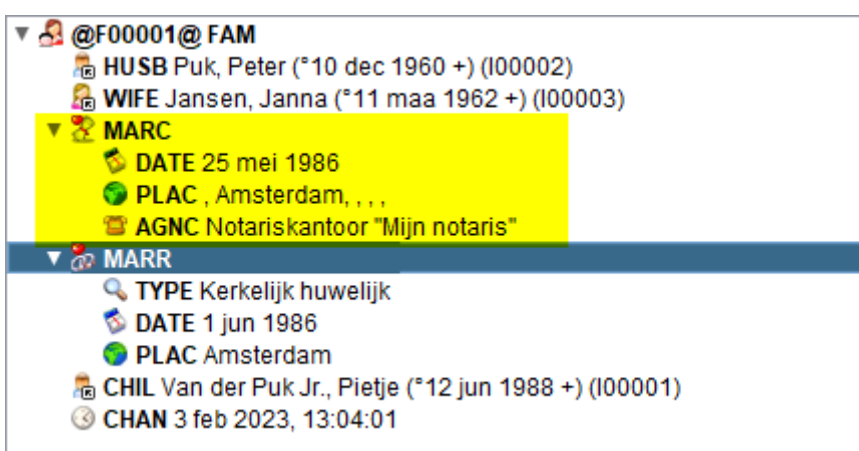 @F00001@ FAM
HUSB Puk, Peter (°10 dec 1960 +) (I00002)
WIFE Jansen, Janna (°11 maa 1962 +) (I00003)
MARC
DATE 25 mei 1986
PLAC , Amsterdam, , , ,
AGNC Notariskantoor "Mijn notaris"
MARR
TYPE Kerkelijk huwelijk
DATE 1 jun 1986
PLAC Amsterdam
CHIL Van der Puk Jr., Pietje (°12 jun 1988 +) (I00001)
CHAN 3 feb 2023, 13:04:01